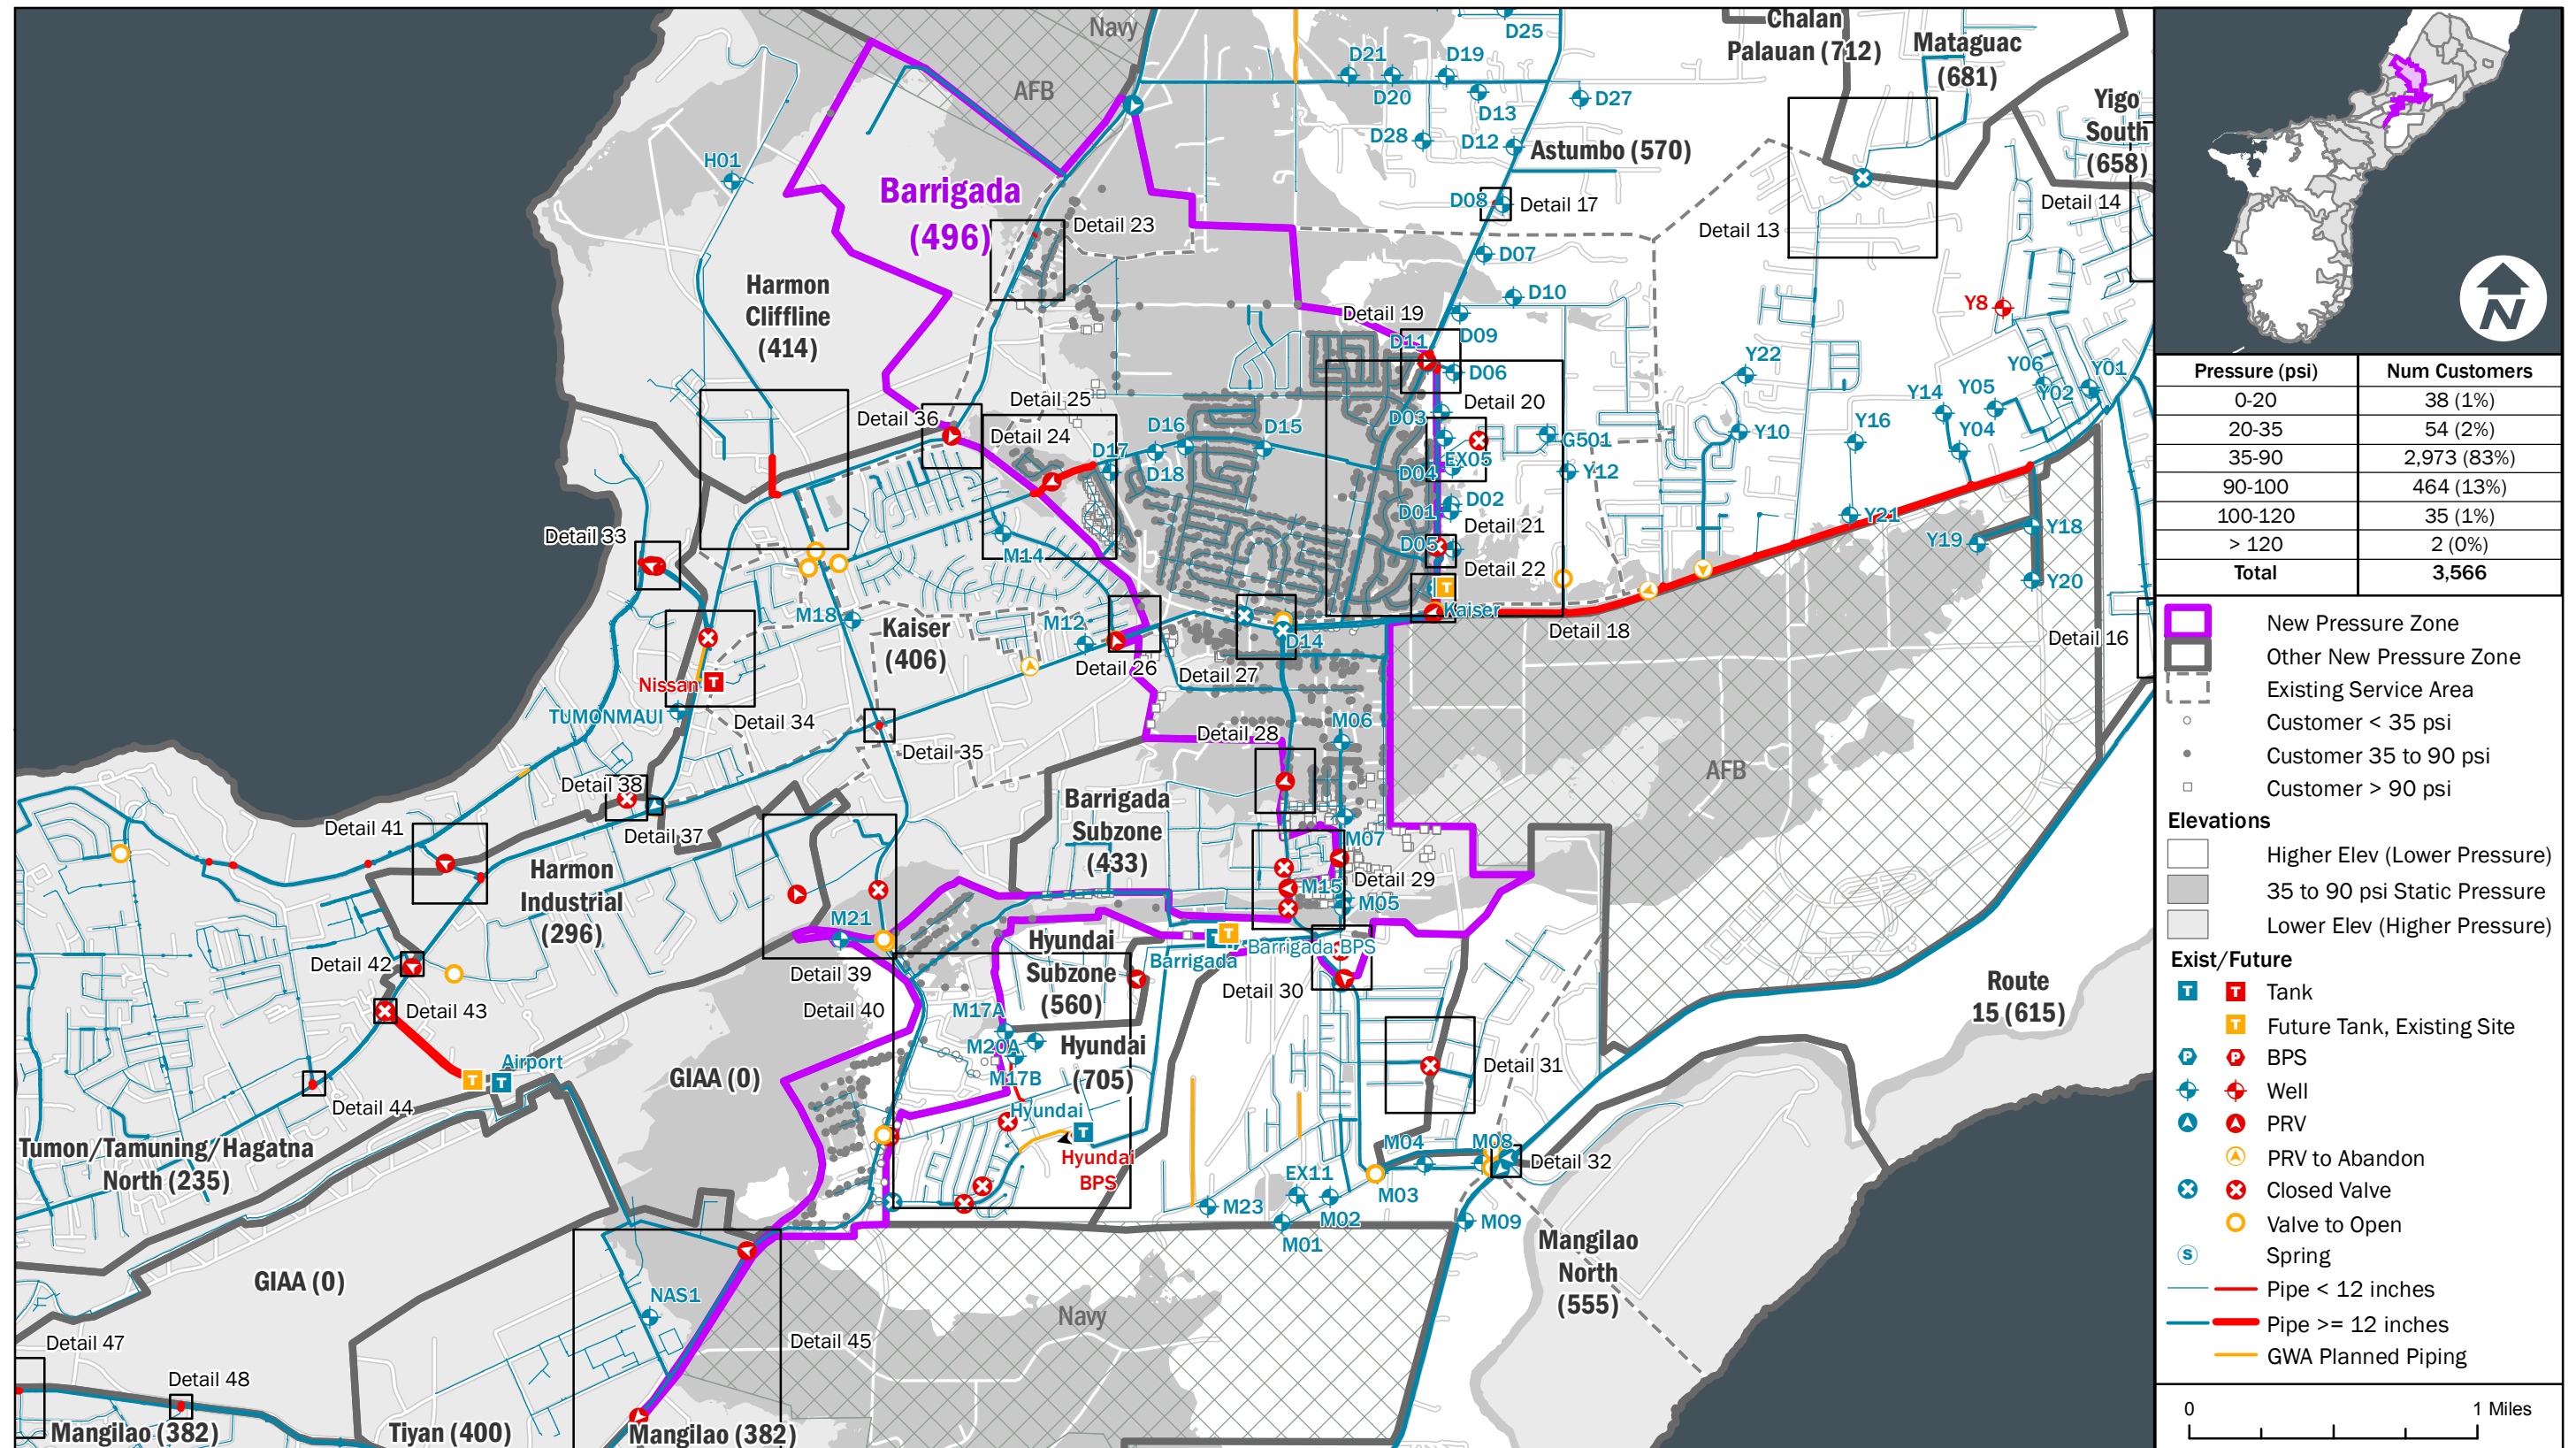 Navy
AFB
D21
D19
D25
D20
D13
D27
D28
D12
Astumbo (570)
Chalan
Palauan (712)
Mataguac
(681)
Yigo
South
(658)
H01
Barrigada
(496)
Detail 23
D08
Detail 17
Detail 13
Detail 14
D07
D10
Harmon
Cliffline
(414)
Detail 19
D09
D11
D06
Y8
Y22
Y06
Y01
Y02
Y05
Y14
Y04
Y16
Y10
Detail 25
Detail 36
Detail 24
D16
D15
D17
D18
D03
Detail 20
G501
EX05
D04
Y12
D02
D01
Detail 21
Y21
Y19
Y18
Y20
Detail 33
M14
D05
Detail 22
Kaiser
Detail 18
Detail 16
M18
Kaiser
(406)
M12
D14
Detail 26
Detail 27
Nissan
TUMONMAUI
Detail 34
Detail 35
M06
Detail 28
AFB
Detail 38
Detail 37
Detail 41
Barrigada
Subzone
(433)
M07
Harmon
Industrial
(296)
M15
Detail 29
M05
M21
Detail 42
Hyundai
Subzone
(560)
Barrigada
Barrigada BPS
Detail 39
Detail 30
Detail 40
Detail 43
Route
15 (615)
M17A
M20A
Hyundai
(705)
M17B
Airport
GIAA (0)
Detail 31
Detail 44
Hyundai
Hyundai
BPS
Tumon/Tamuning/Hagatna
North (235)
M04
M08
Detail 32
EX11
M03
M23
M02
M01
M09
Mangilao
North
(555)
GIAA (0)
NAS1
Navy
Detail 45
Detail 47
Detail 48
Mangilao (382)
Tiyan (400)
Mangilao (382)
N
Pressure (psi) Num Customers
0-20 38 (1%)
20-35 54 (2%)
35-90 2,973 (83%)
90-100 464 (13%)
100-120 35 (1%)
> 120 2 (0%)
Total 3,566
New Pressure Zone
Other New Pressure Zone
Existing Service Area
Customer < 35 psi
Customer 35 to 90 psi
Customer > 90 psi
Elevations
Higher Elev (Lower Pressure)
35 to 90 psi Static Pressure
Lower Elev (Higher Pressure)
Exist/Future
T T Tank
T Future Tank, Existing Site
P P BPS
Well
PRV
PRV to Abandon
Closed Valve
Valve to Open
S Spring
Pipe < 12 inches
Pipe >= 12 inches
GWA Planned Piping
0 1 Miles